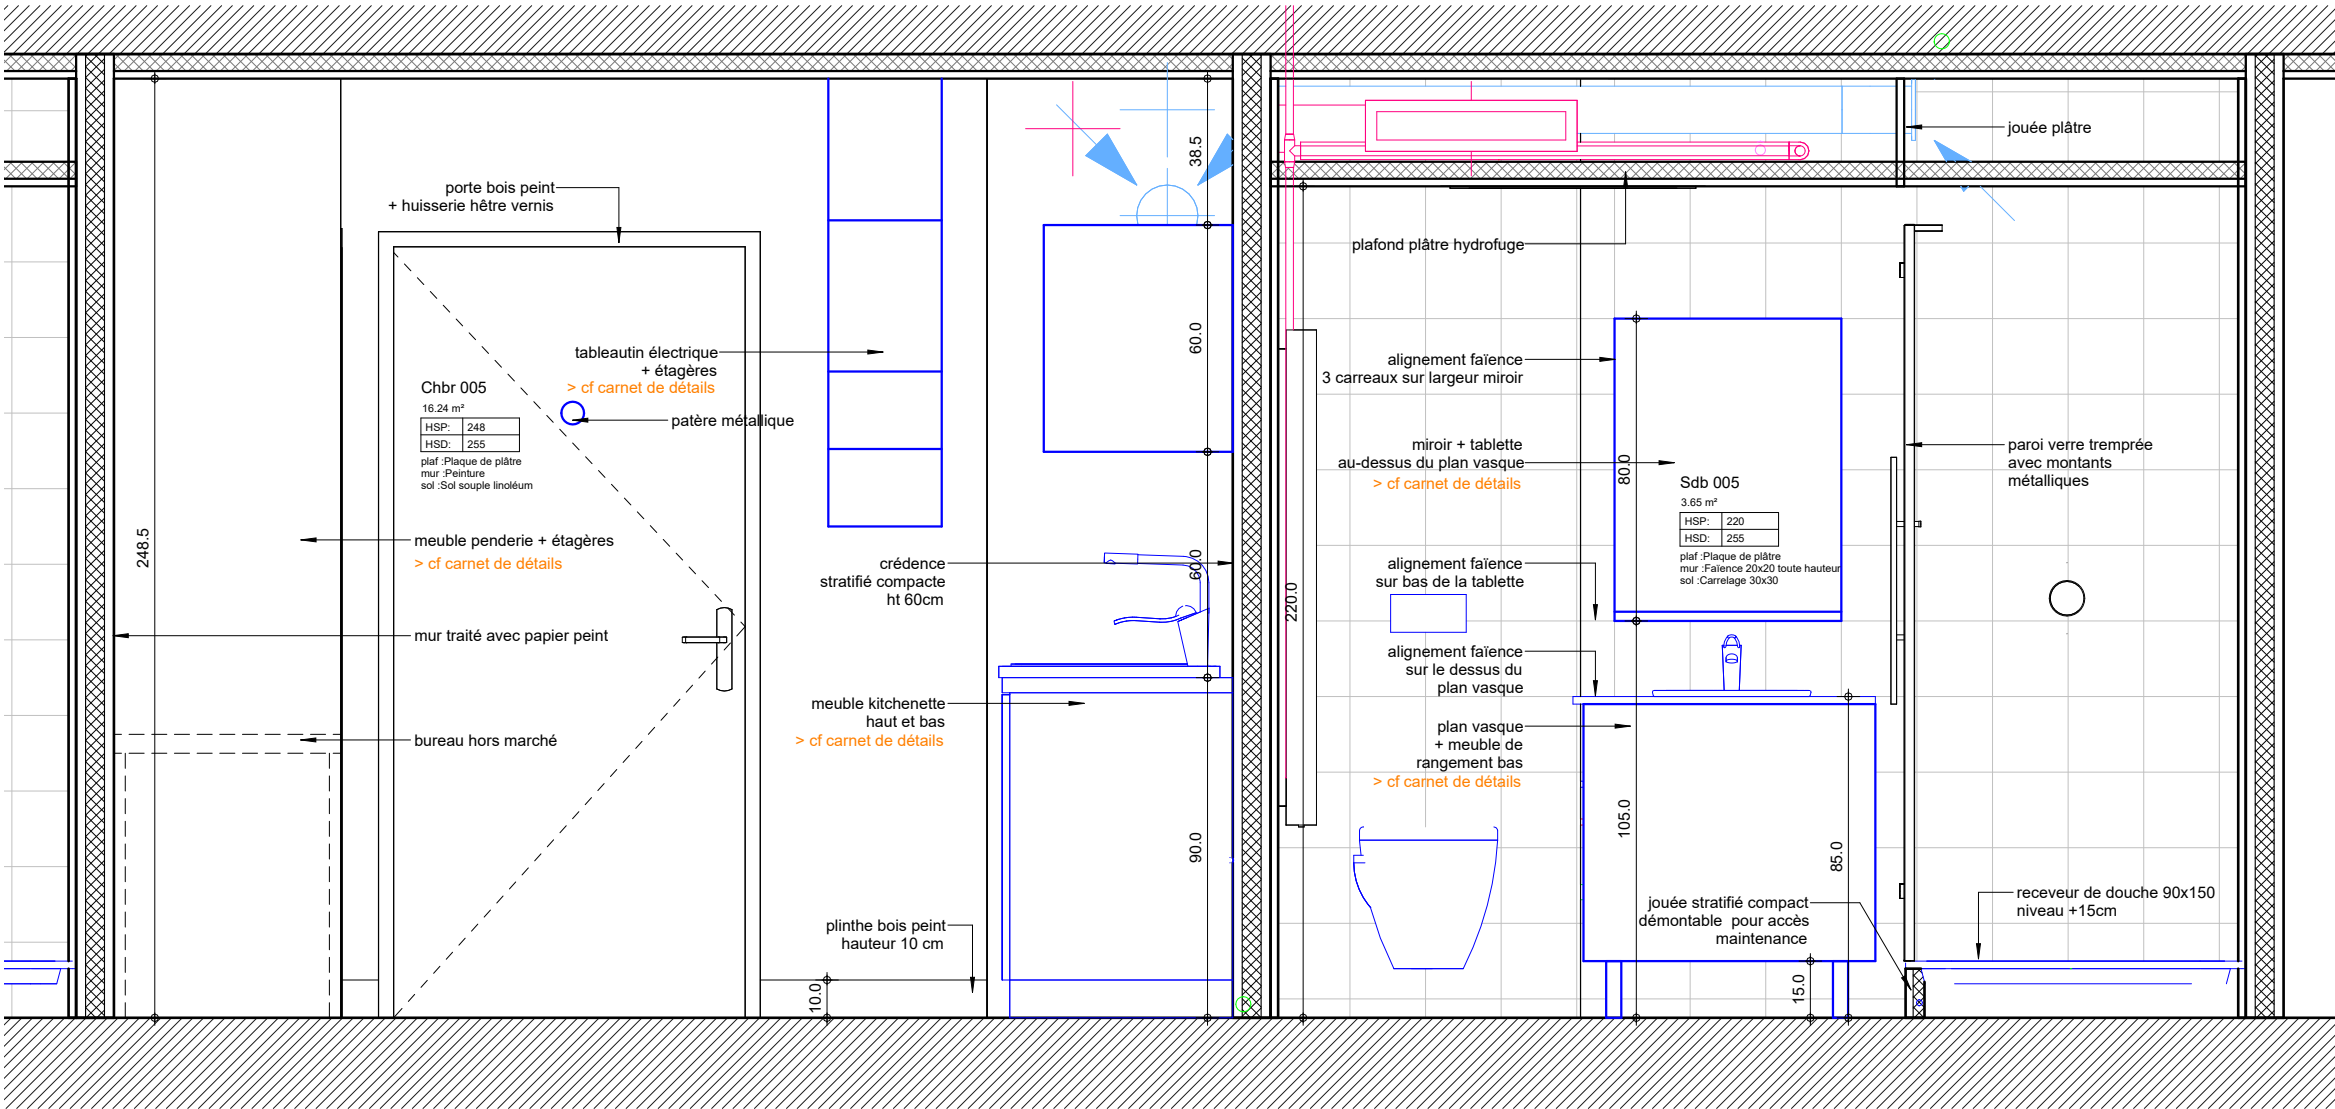 jouée plâtre
38.5
porte bois peint
+ huisserie hêtre vernis
plafond plâtre hydrofuge
tableautin électrique
+ étagères
> cf carnet de détails
60.0
alignement faïence
3 carreaux sur largeur miroir
Chbr 005
16.24 m²
HSP: 248
HSD: 255
plaf :Plaque de plâtre
mur :Peinture
sol :Sol souple linoléum
patère métallique
miroir + tablette
au-dessus du plan vasque
> cf carnet de détails
80.0
Sdb 005
3.65 m²
HSP: 220
HSD: 255
plaf :Plaque de plâtre
mur :Faïence 20x20 toute hauteur
sol :Carrelage 30x30
paroi verre tremprée
avec montants
métalliques
248.5
meuble penderie + étagères
> cf carnet de détails
crédence
stratifié compacte
ht 60cm
60.0
220.0
alignement faïence
sur bas de la tablette
mur traité avec papier peint
alignement faïence
sur le dessus du
plan vasque
meuble kitchenette
haut et bas
> cf carnet de détails
bureau hors marché
plan vasque
+ meuble de
rangement bas
> cf carnet de détails
90.0
105.0
85.0
plinthe bois peint
hauteur 10 cm
10.0
jouée stratifié compact
démontable pour accès
maintenance
15.0
receveur de douche 90x150
niveau +15cm